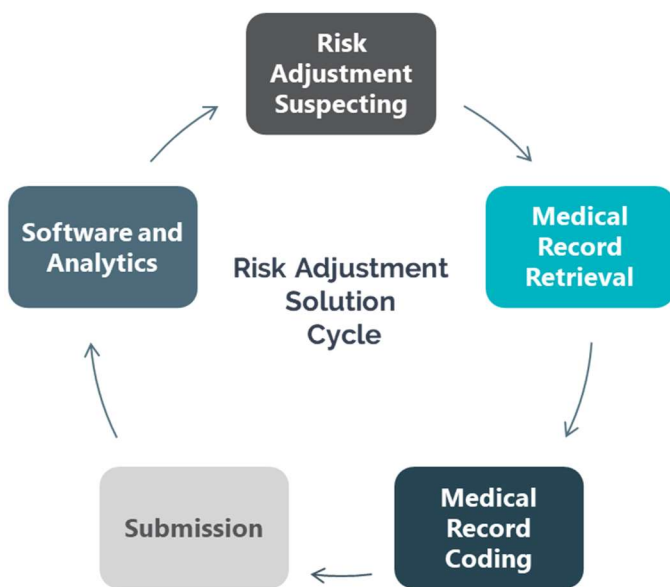 Risk
Adjustment
Suspecting
Medical
Record
Retrieval
Medical
Record
Coding
Submission
Software and
Analytics
Risk Adjustment
Solution
Cycle